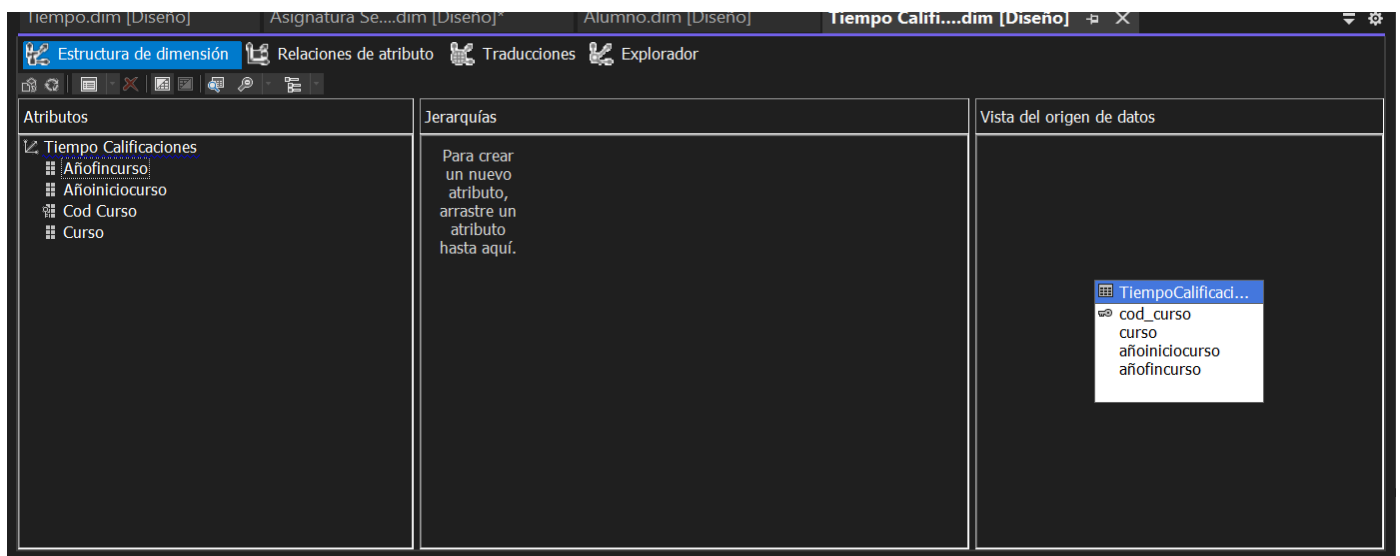 Tiempo.dim [Diseño] Asignatura Se....dim [Diseño]* Alumno.dim [Diseño] Tiempo Califi....dim [Diseño]
Estructura de dimensión Relaciones de atributo Traducciones Explorador
Atributos
Tiempo Calificaciones
Añofincurso
Añoiniciocurso
Cod Curso
Curso
Jerarquías
Para crear
un nuevo
atributo,
arrastre un
atributo
hasta aquí.
Vista del origen de datos
TiempoCalificaci...
cod_curso
curso
añoiniciocurso
añofincurso